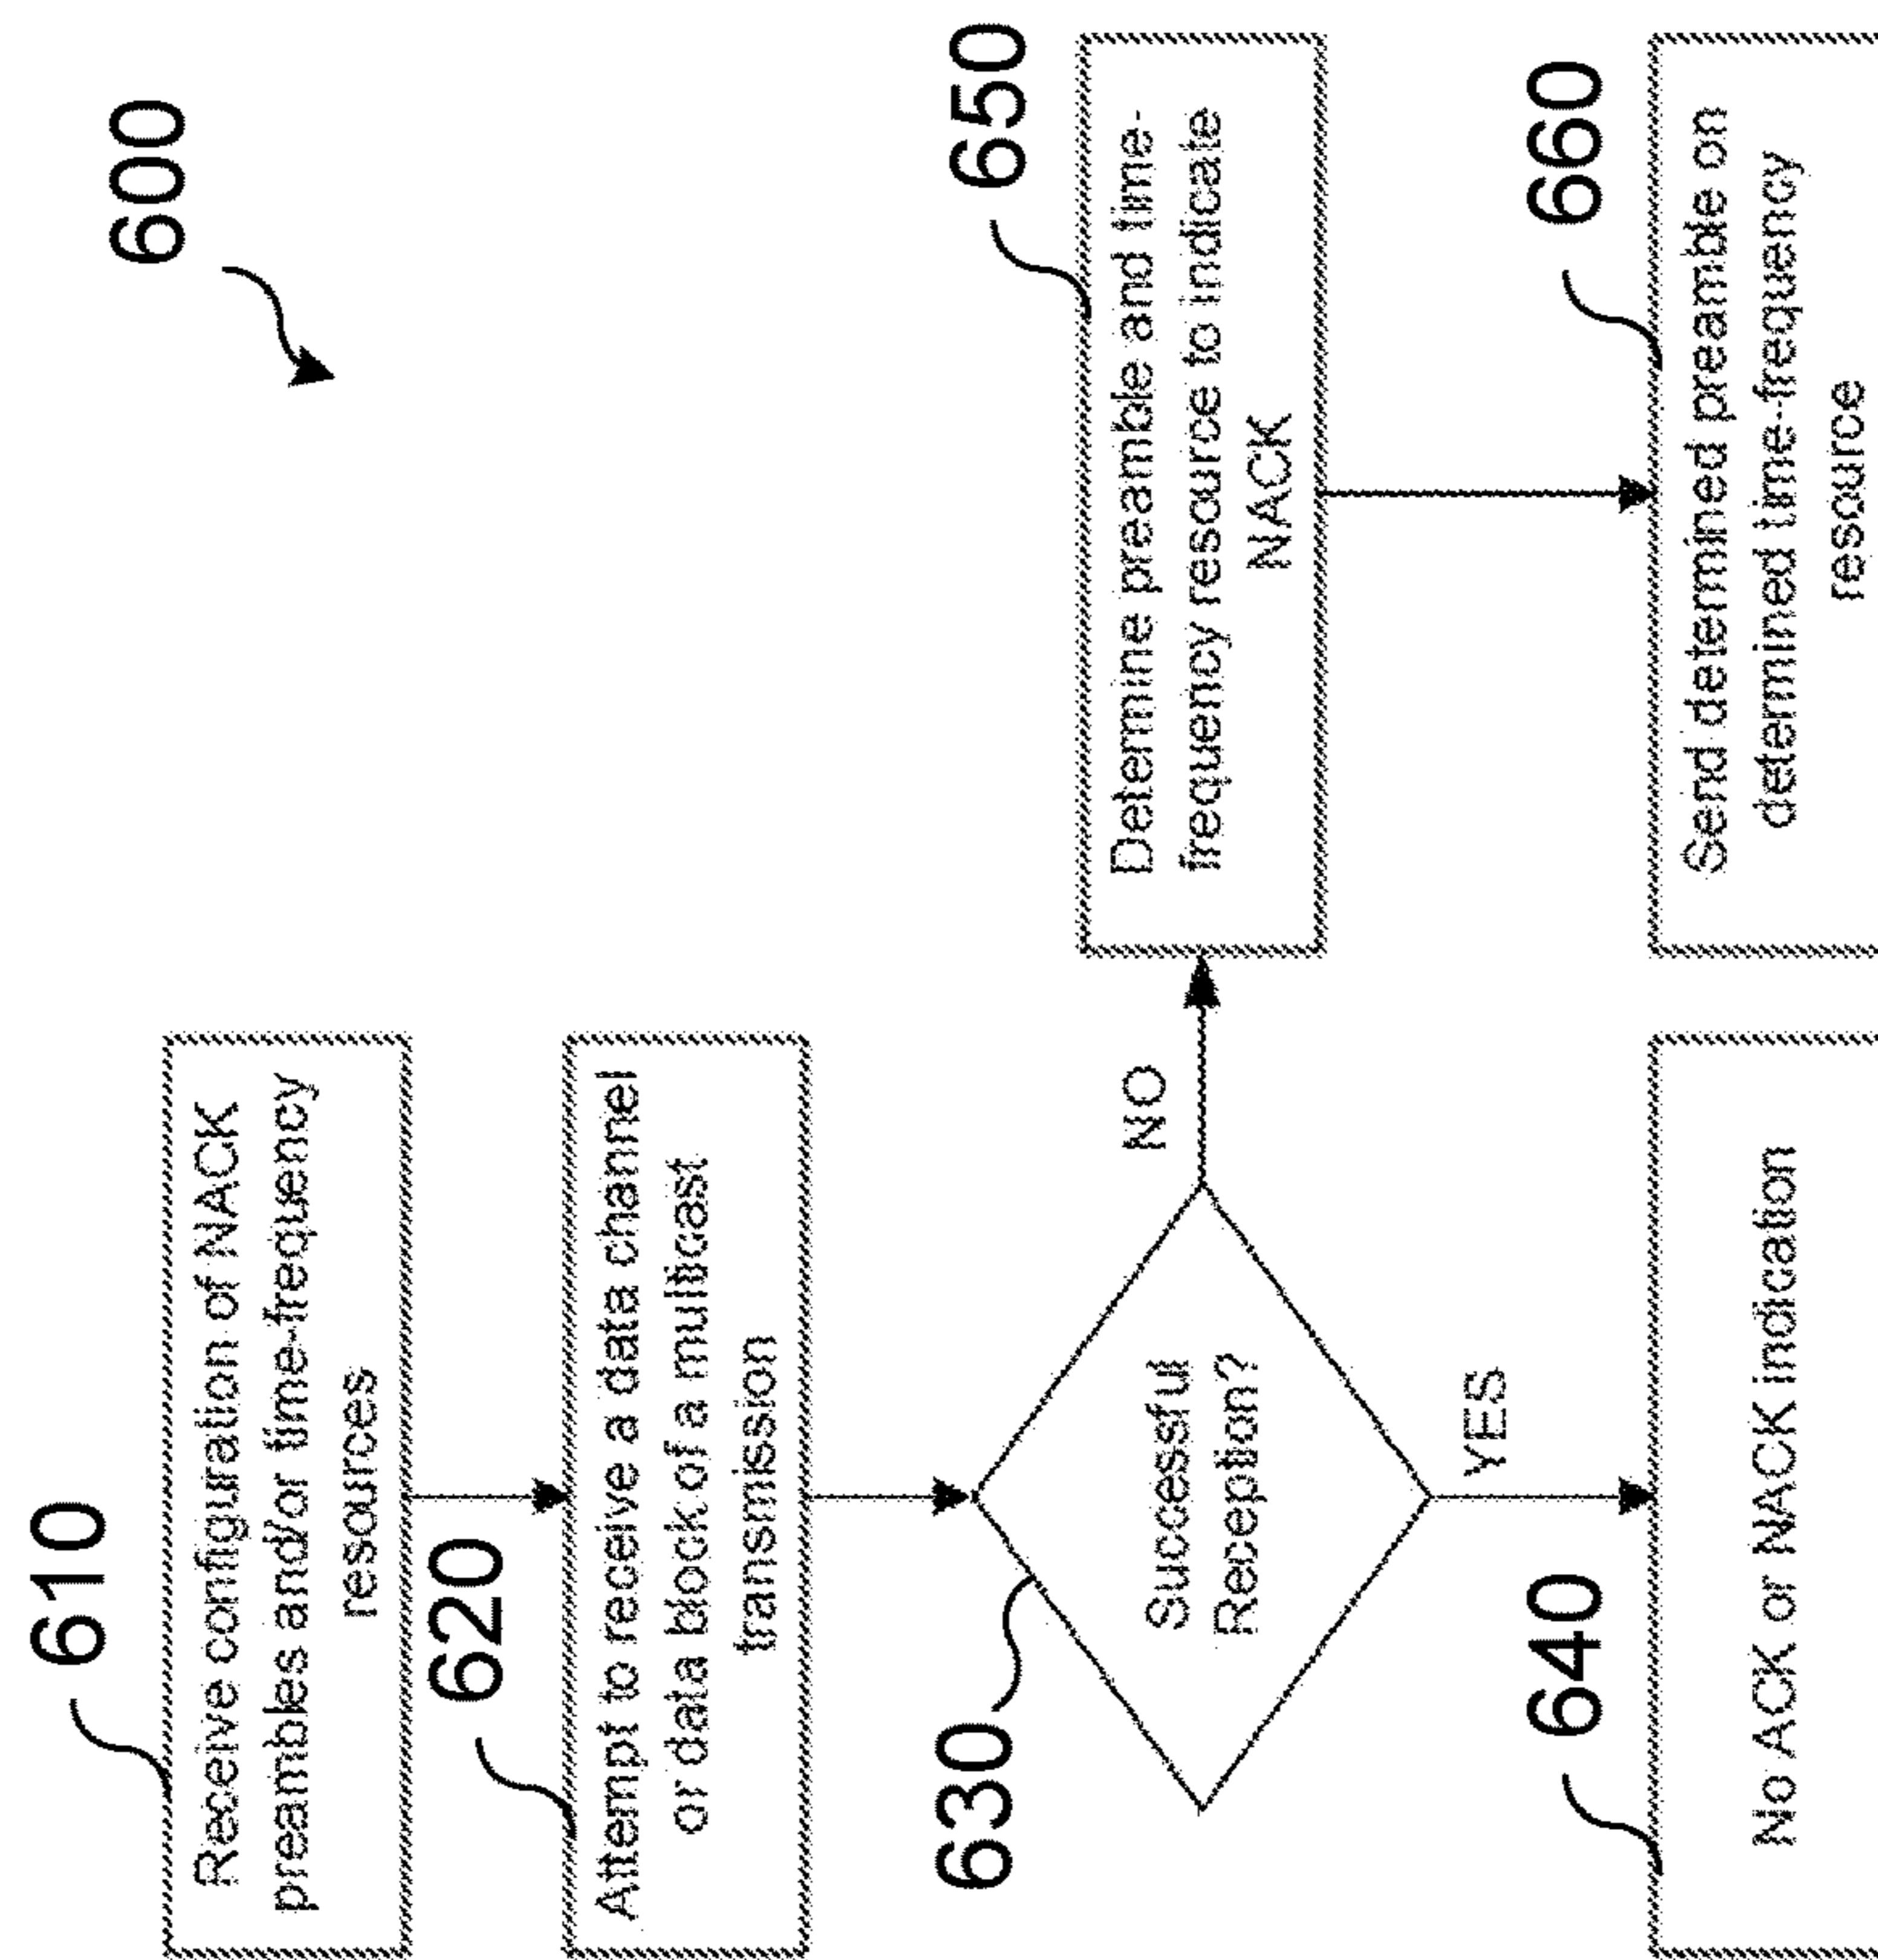 600
610
Receive configuration of NACK
preambles and/or time-frequency
resources
620
Attempt to receive a data channel
or data block of a multicast
transmission
630
Successful
Reception?
NO
YES
640
No ACK or NACK indication
650
Determine preamble and time-
frequency resource to indicate
NACK
660
Send determined preamble on
determined time-frequency
resource